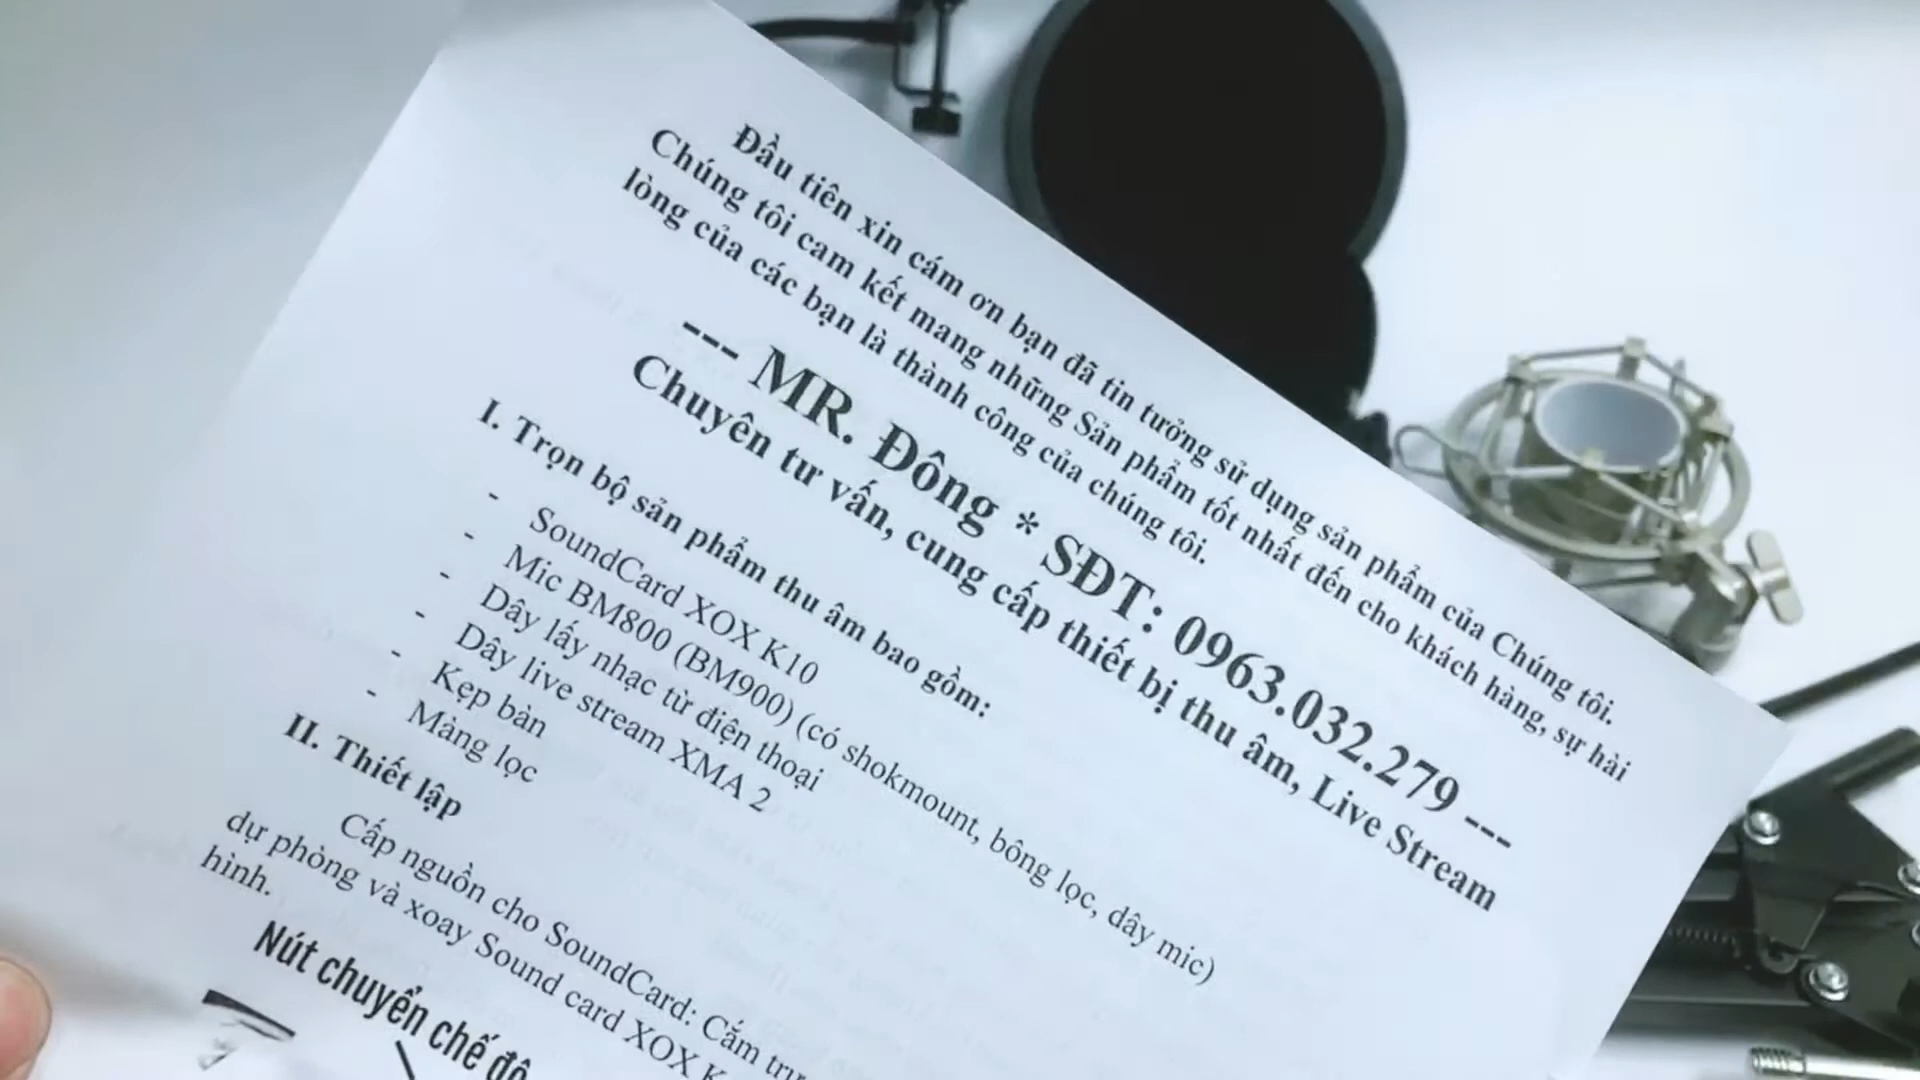 Đầu tiên xin cám ơn bạn đã tin tưởng sử dụng sản phẩm của Chúng tôi.
Chúng tôi cam kết mang những Sản phẩm tốt nhất đến cho khách hàng, sự hài
lòng của các bạn là thành công của chúng tôi.
--- MR. Đông * SĐT: 0963.032.279 ---
Chuyên tư vấn, cung cấp thiết bị thu âm, Live Stream
I. Trọn bộ sản phẩm thu âm bao gồm:
- SoundCard XOX K10
- Mic BM800 (BM900) (có shokmount, bông lọc, dây mic)
- Dây lấy nhạc từ điện thoại
- Dây live stream XMA 2
- Kẹp bàn
- Màng lọc
II. Thiết lập
Cấp nguồn cho SoundCard: Cắm
dự phòng và xoay Sound card XOX
hình.
Nút chuyển chế độ